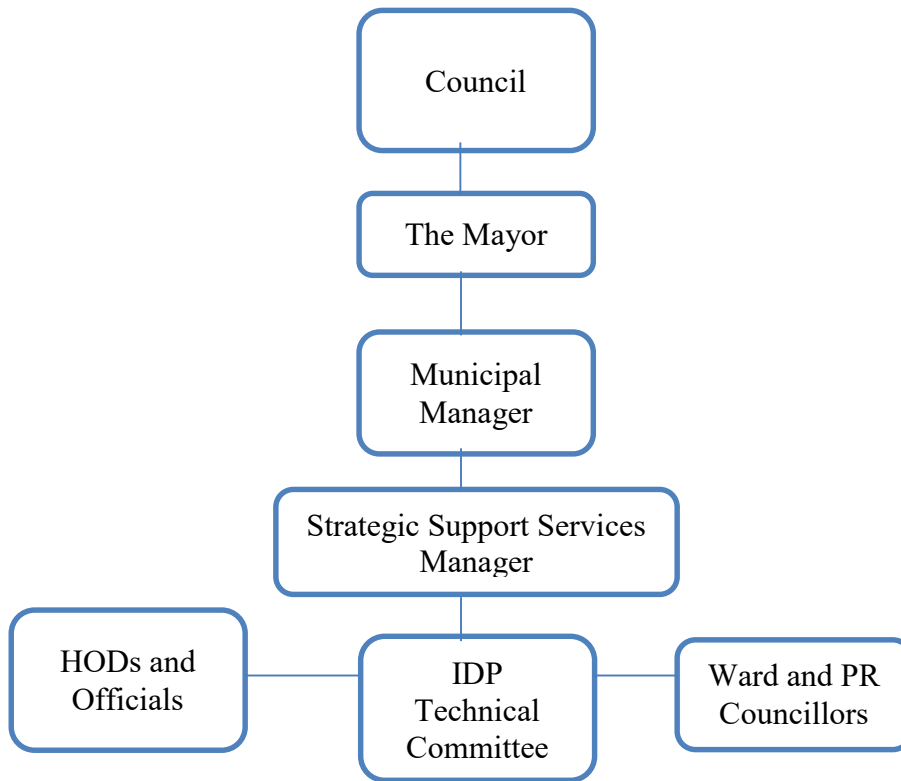 Council
The Mayor
Municipal
Manager
Strategic Support Services
Manager
HODs and
Officials
IDP
Technical
Committee
Ward and PR
Councillors